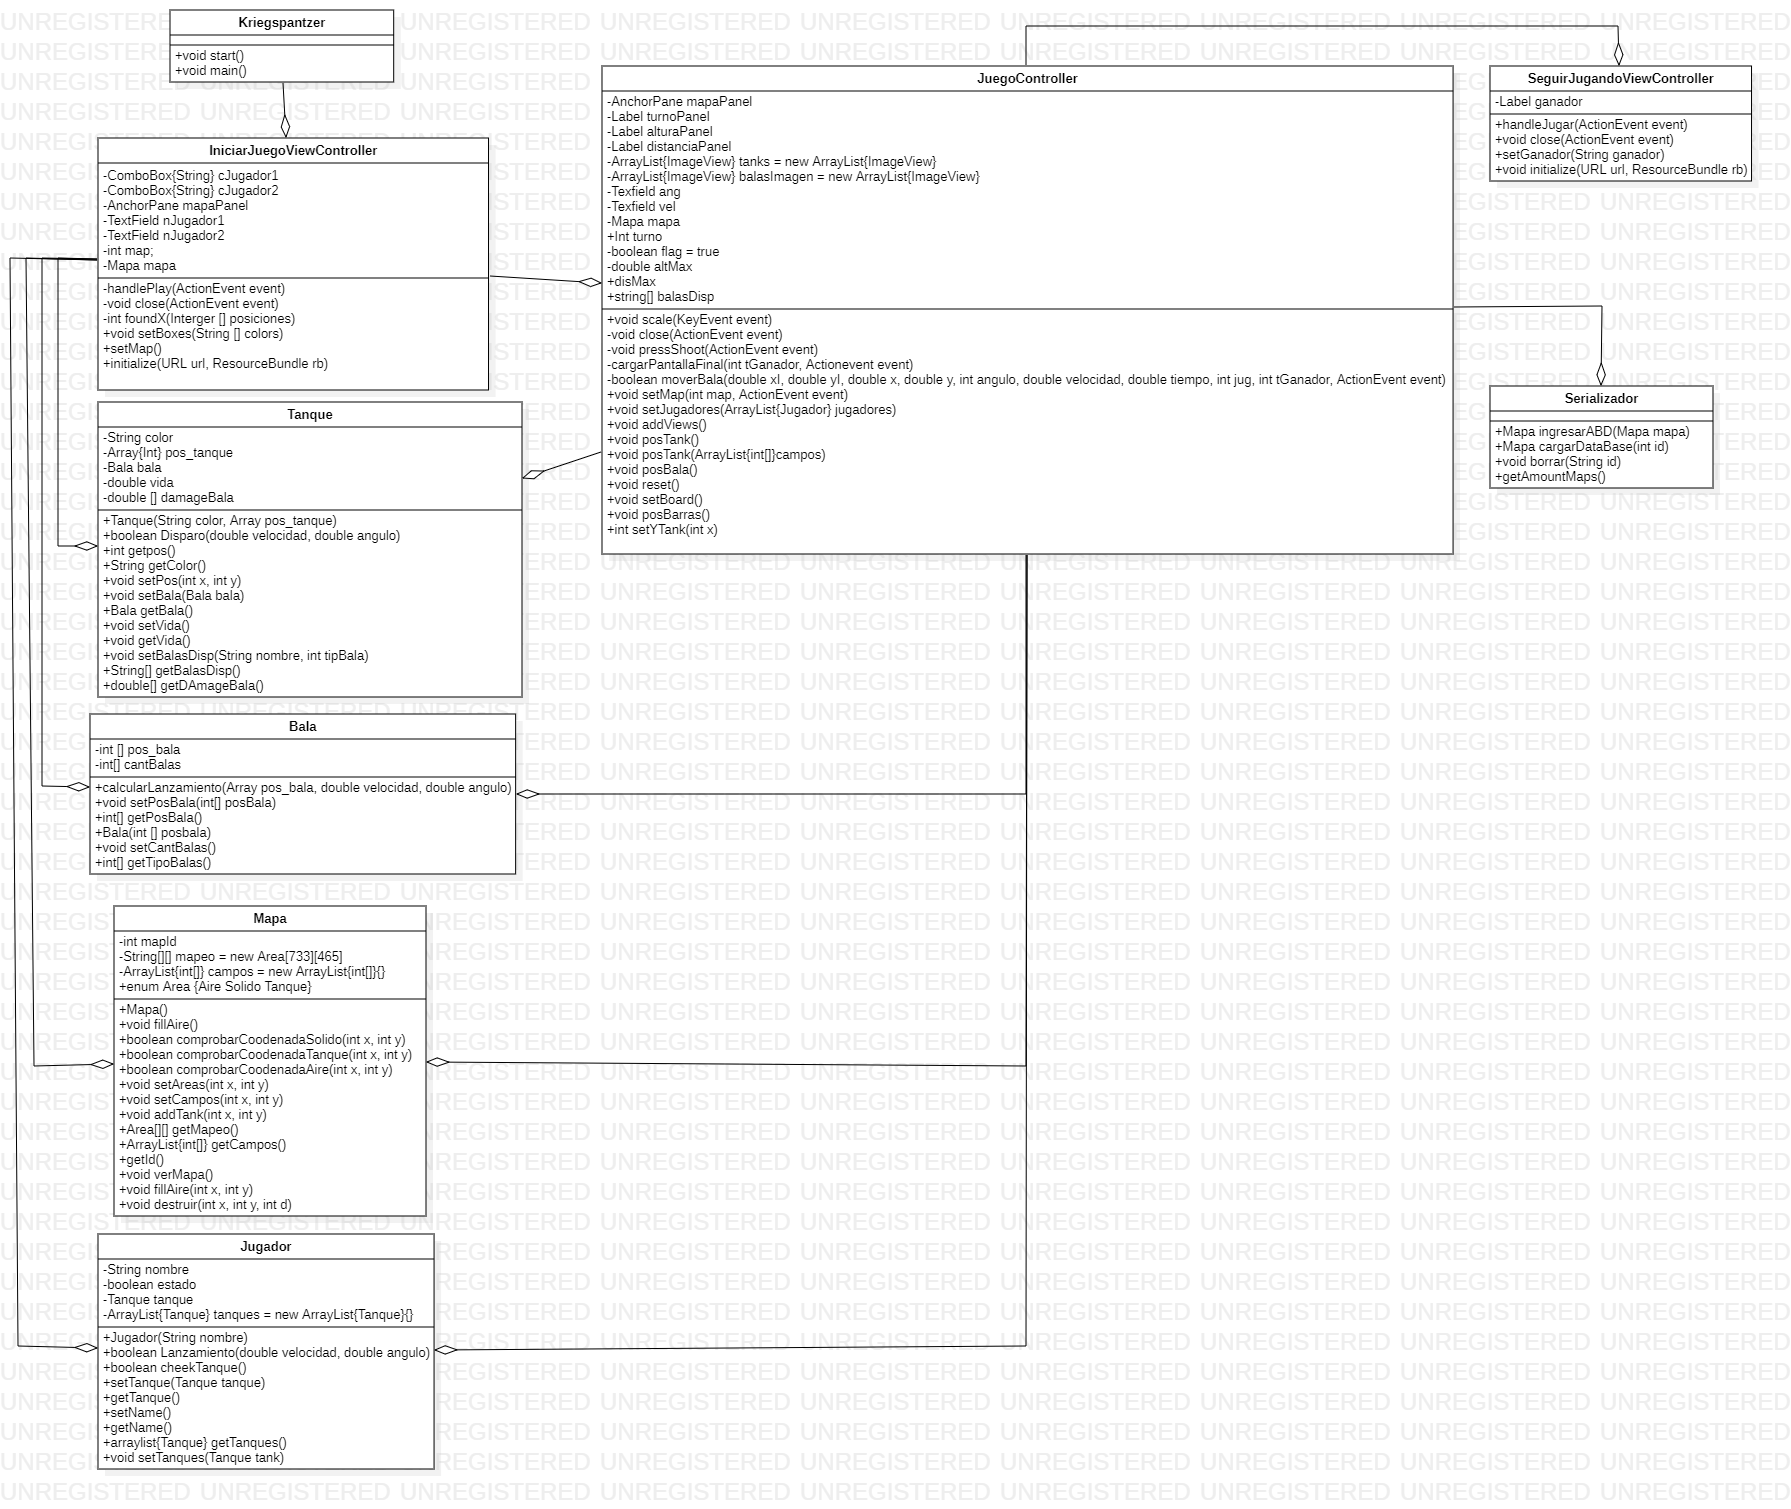 Kriegspantzer
+void start()
+void main()
IniciarJuegoViewController
-ComboBox{String} cJugador1
-ComboBox{String} cJugador2
-AnchorPane mapaPanel
-TextField nJugador1
-TextField nJugador2
-int map;
-Mapa mapa
-handlePlay(ActionEvent event)
-void close(ActionEvent event)
-int foundX(Interger [] posiciones)
+void setBoxes(String [] colors)
+setMap()
+initialize(URL url, ResourceBundle rb)
Tanque
-String color
-Array{Int} pos_tanque
-Bala bala
-double vida
-double [] damageBala
+Tanque(String color, Array pos_tanque)
+boolean Disparo(double velocidad, double angulo)
+int getpos()
+String getColor()
+void setPos(int x, int y)
+void setBala(Bala bala)
+Bala getBala()
+void setVida()
+void getVida()
+void setBalasDisp(String nombre, int tipBala)
+String[] getBalasDisp()
+double[] getDAmageBala()
Bala
-int [] pos_bala
-int[] cantBalas
+calcularLanzamiento(Array pos_bala, double velocidad, double angulo)
+void setPosBala(int[] posBala)
+int[] getPosBala()
+Bala(int [] posbala)
+void setCantBalas()
+int[] getTipoBalas()
Mapa
-int mapId
-String[][] mapeo = new Area[733][465]
-ArrayList{int[]} campos = new ArrayList{int[]}{}
+enum Area {Aire Solido Tanque}
+Mapa()
+void fillAire()
+boolean comprobarCoodenadaSolido(int x, int y)
+boolean comprobarCoodenadaTanque(int x, int y)
+boolean comprobarCoodenadaAire(int x, int y)
+void setAreas(int x, int y)
+void setCampos(int x, int y)
+void addTank(int x, int y)
+Area[][] getMapeo()
+ArrayList{int[]} getCampos()
+getId()
+void verMapa()
+void fillAire(int x, int y)
+void destruir(int x, int y, int d)
Jugador
-String nombre
-boolean estado
-Tanque tanque
-ArrayList{Tanque} tanques = new ArrayList{Tanque}{}
+Jugador(String nombre)
+boolean Lanzamiento(double velocidad, double angulo)
+boolean cheekTanque()
+setTanque(Tanque tanque)
+getTanque()
+setName()
+getName()
+arraylist{Tanque} getTanques()
+void setTanques(Tanque tank)
JuegoController
-AnchorPane mapaPanel
-Label turnoPanel
-Label alturaPanel
-Label distanciaPanel
-ArrayList{ImageView} tanks = new ArrayList{ImageView}
-ArrayList{ImageView} balasImagen = new ArrayList{ImageView}
-Texfield ang
-Texfield vel
-Mapa mapa
+Int turno
-boolean flag = true
-double altMax
+disMax
+string[] balasDisp
+void scale(KeyEvent event)
-void close(ActionEvent event)
-void pressShoot(ActionEvent event)
-cargarPantallaFinal(int tGanador, Actionevent event)
-boolean moverBala(double xI, double yI, double x, double y, int angulo, double velocidad, double tiempo, int jug, int tGanador, ActionEvent event)
+void setMap(int map, ActionEvent event)
+void setJugadores(ArrayList{Jugador} jugadores)
+void addViews()
+void posTank()
+void posTank(ArrayList{int[]}campos)
+void posBala()
+void reset()
+void setBoard()
+void posBarras()
+int setYTank(int x)
SeguirJugandoViewController
-Label ganador
+handleJugar(ActionEvent event)
+void close(ActionEvent event)
+setGanador(String ganador)
+void initialize(URL url, ResourceBundle rb)
Serializador
+Mapa ingresarABD(Mapa mapa)
+Mapa cargarDataBase(int id)
+void borrar(String id)
+getAmountMaps()